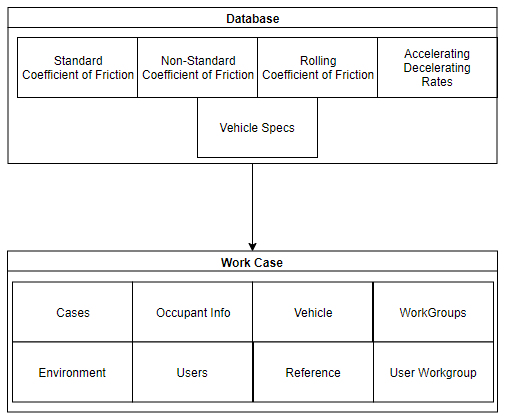 Database
Standard
Coefficient of Friction
Non-Standard
Coefficient of Friction
Rolling
Coefficient of Friction
Accelerating
Decelerating
Rates
Vehicle Specs
Work Case
Cases
Occupant Info
Vehicle
WorkGroups
Environment
Users
Reference
User Workgroup